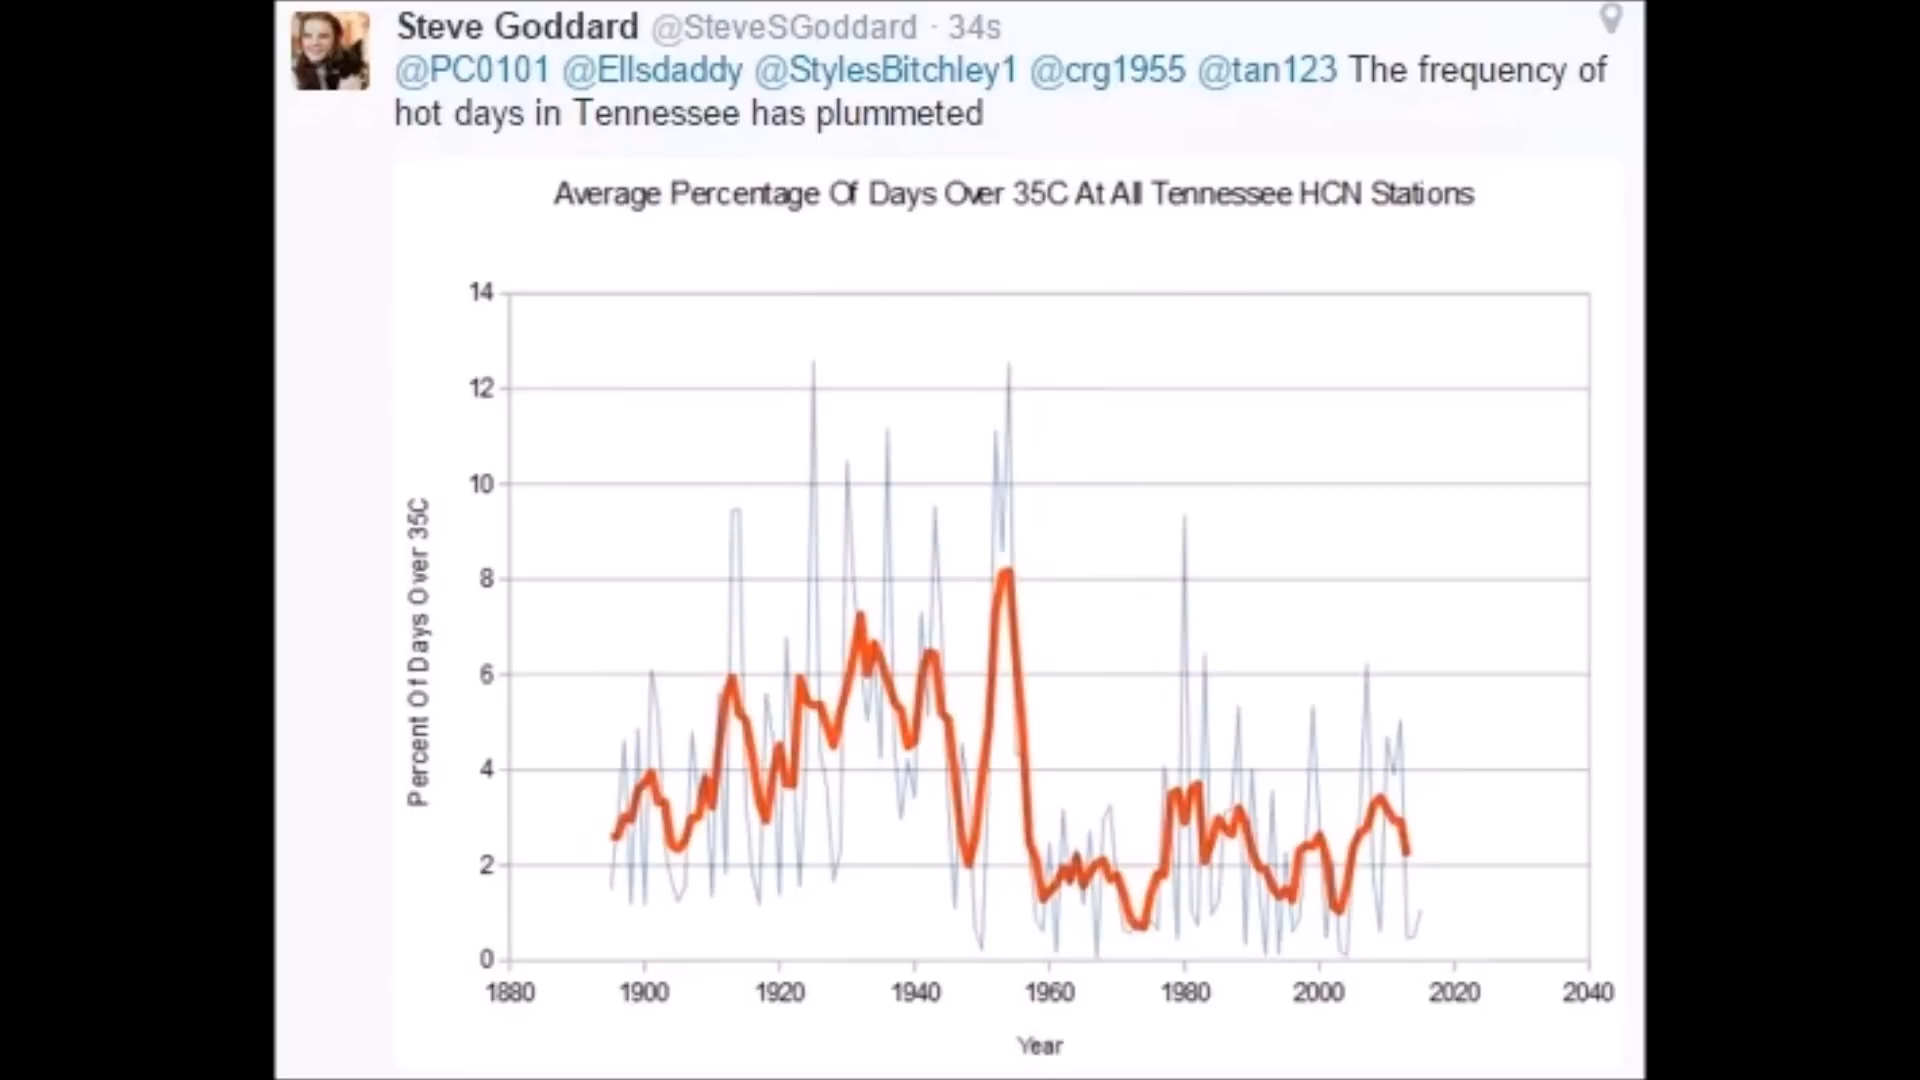 Steve Goddard @SteveSGoddard · 34s
@PC0101 @Ellsdaddy @StylesBitchley1 @crg1955 @tan123 The frequency of
hot days in Tennessee has plummeted
Average Percentage Of Days Over 35C At All Tennessee HCN Stations
14
12
10
8
6
4
2
0
Percent Of Days Over 35C
1880 1900 1920 1940 1960 1980 2000 2020 2040
Year